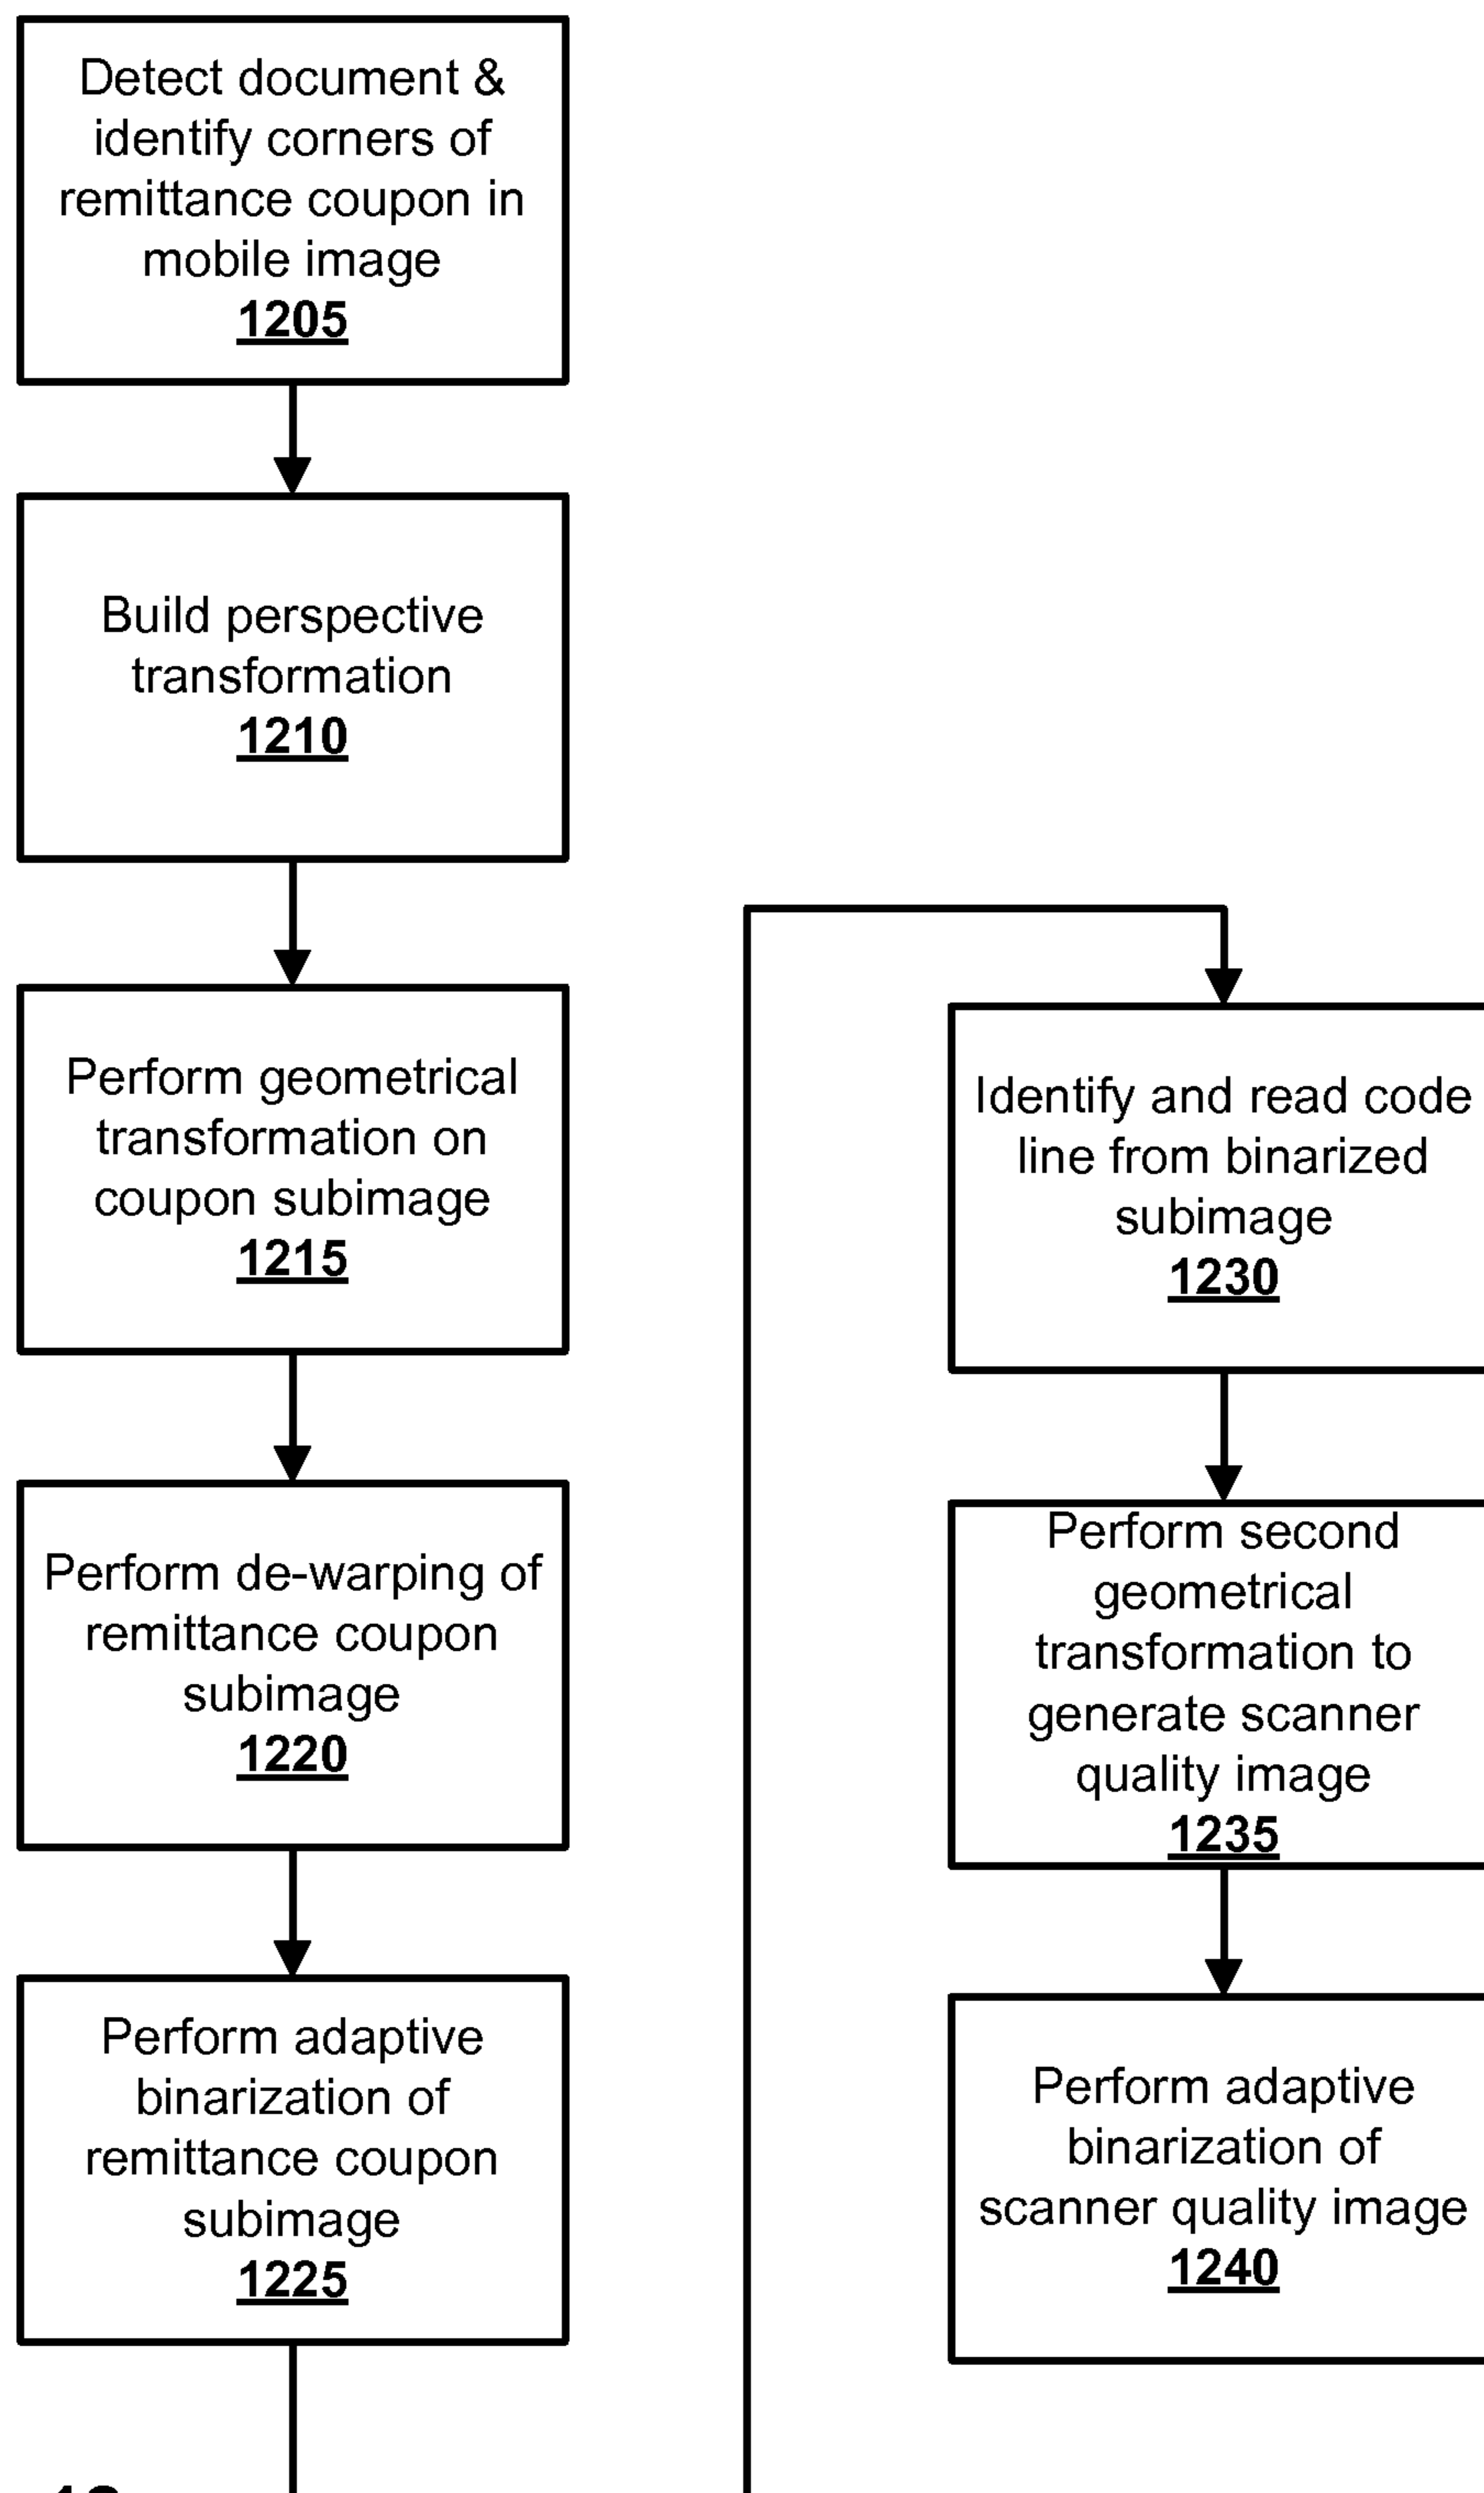 Detect document &
identify corners of
remittance coupon in
mobile image
1205
Build perspective
transformation
1210
Perform geometrical
transformation on
coupon subimage
1215
Perform de-warping of
remittance coupon
subimage
1220
Perform adaptive
binarization of
remittance coupon
subimage
1225
Identify and read code
line from binarized
subimage
1230
Perform second
geometrical
transformation to
generate scanner
quality image
1235
Perform adaptive
binarization of
scanner quality image
1240